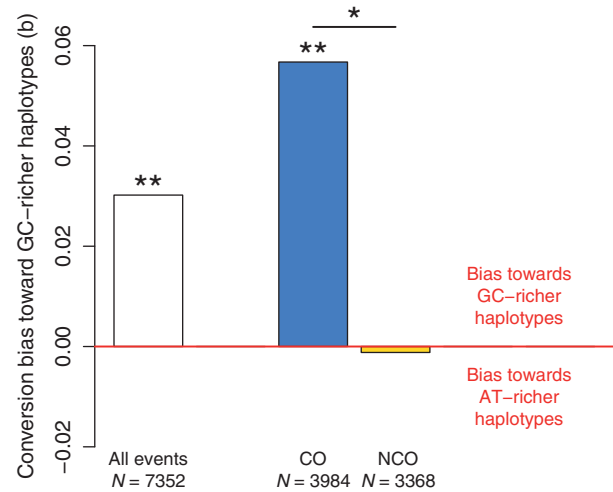 *
**
**
Conversion bias toward GC−richer haplotypes (b)
0.06
0.04
0.02
0.00
−0.02
Bias towards
GC−richer
haplotypes
Bias towards
AT−richer
haplotypes
All events
N = 7352
CO
N = 3984
NCO
N = 3368